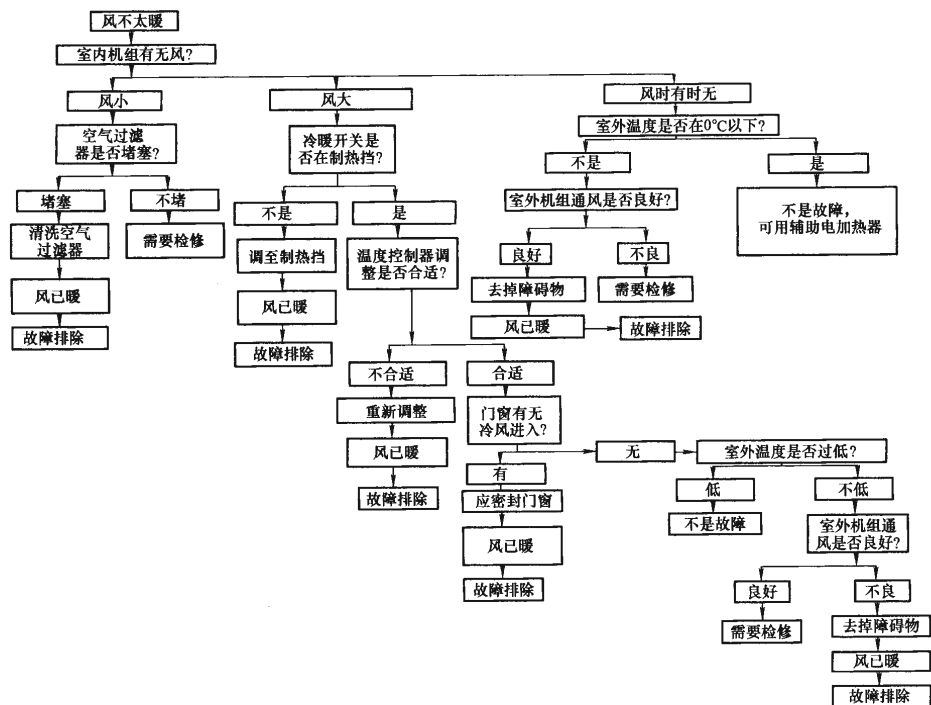 风不太暖
室内机组有无风?
风小
风大
风时有时无
空气过滤
器是否堵塞?
冷暖开关是
否在制热挡?
室外温度是否在0℃以下?
不是
是
堵塞
不堵
不是
是
室外机组通风是否良好?
不是故障，
可用辅助电加热器
清洗空气
过滤器
需要检修
调至制热挡
温度控制器调
整是否合适?
良好
不良
风已暖
风已暖
去掉障碍物
需要检修
故障排除
故障排除
风已暖
故障排除
不合适
合适
重新调整
门窗有无
冷风进入?
风已暖
无
室外温度是否过低?
有
故障排除
应密封门窗
低
不低
不是故障
室外机组通
风是否良好?
风已暖
故障排除
良好
不良
需要检修
去掉障碍物
风已暖
故障排除